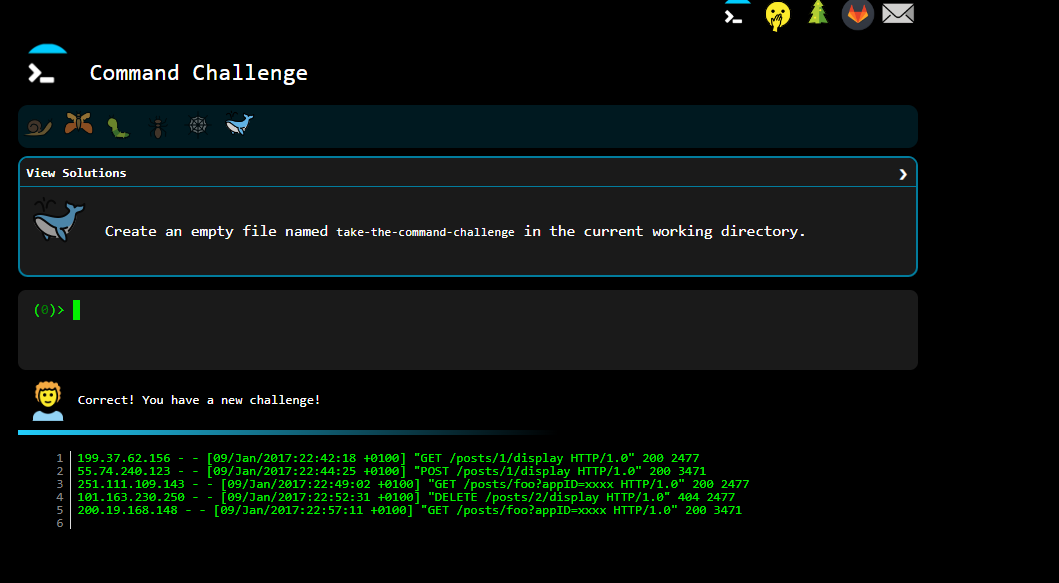 Command Challenge
View Solutions
Create an empty file named take-the-command-challenge in the current working directory.
(0)>
Correct! You have a new challenge!
1 199.37.62.156 - - [09/Jan/2017:22:42:18 +0100] "GET /posts/1/display HTTP/1.0" 200 2477
2 55.74.240.123 - - [09/Jan/2017:22:44:25 +0100] "POST /posts/1/display HTTP/1.0" 200 3471
3 251.111.109.143 - - [09/Jan/2017:22:49:02 +0100] "GET /posts/foo?appID=xxxx HTTP/1.0" 200 2477
4 101.163.230.250 - - [09/Jan/2017:22:52:31 +0100] "DELETE /posts/2/display HTTP/1.0" 404 2477
5 200.19.168.148 - - [09/Jan/2017:22:57:11 +0100] "GET /posts/foo?appID=xxxx HTTP/1.0" 200 3471
6